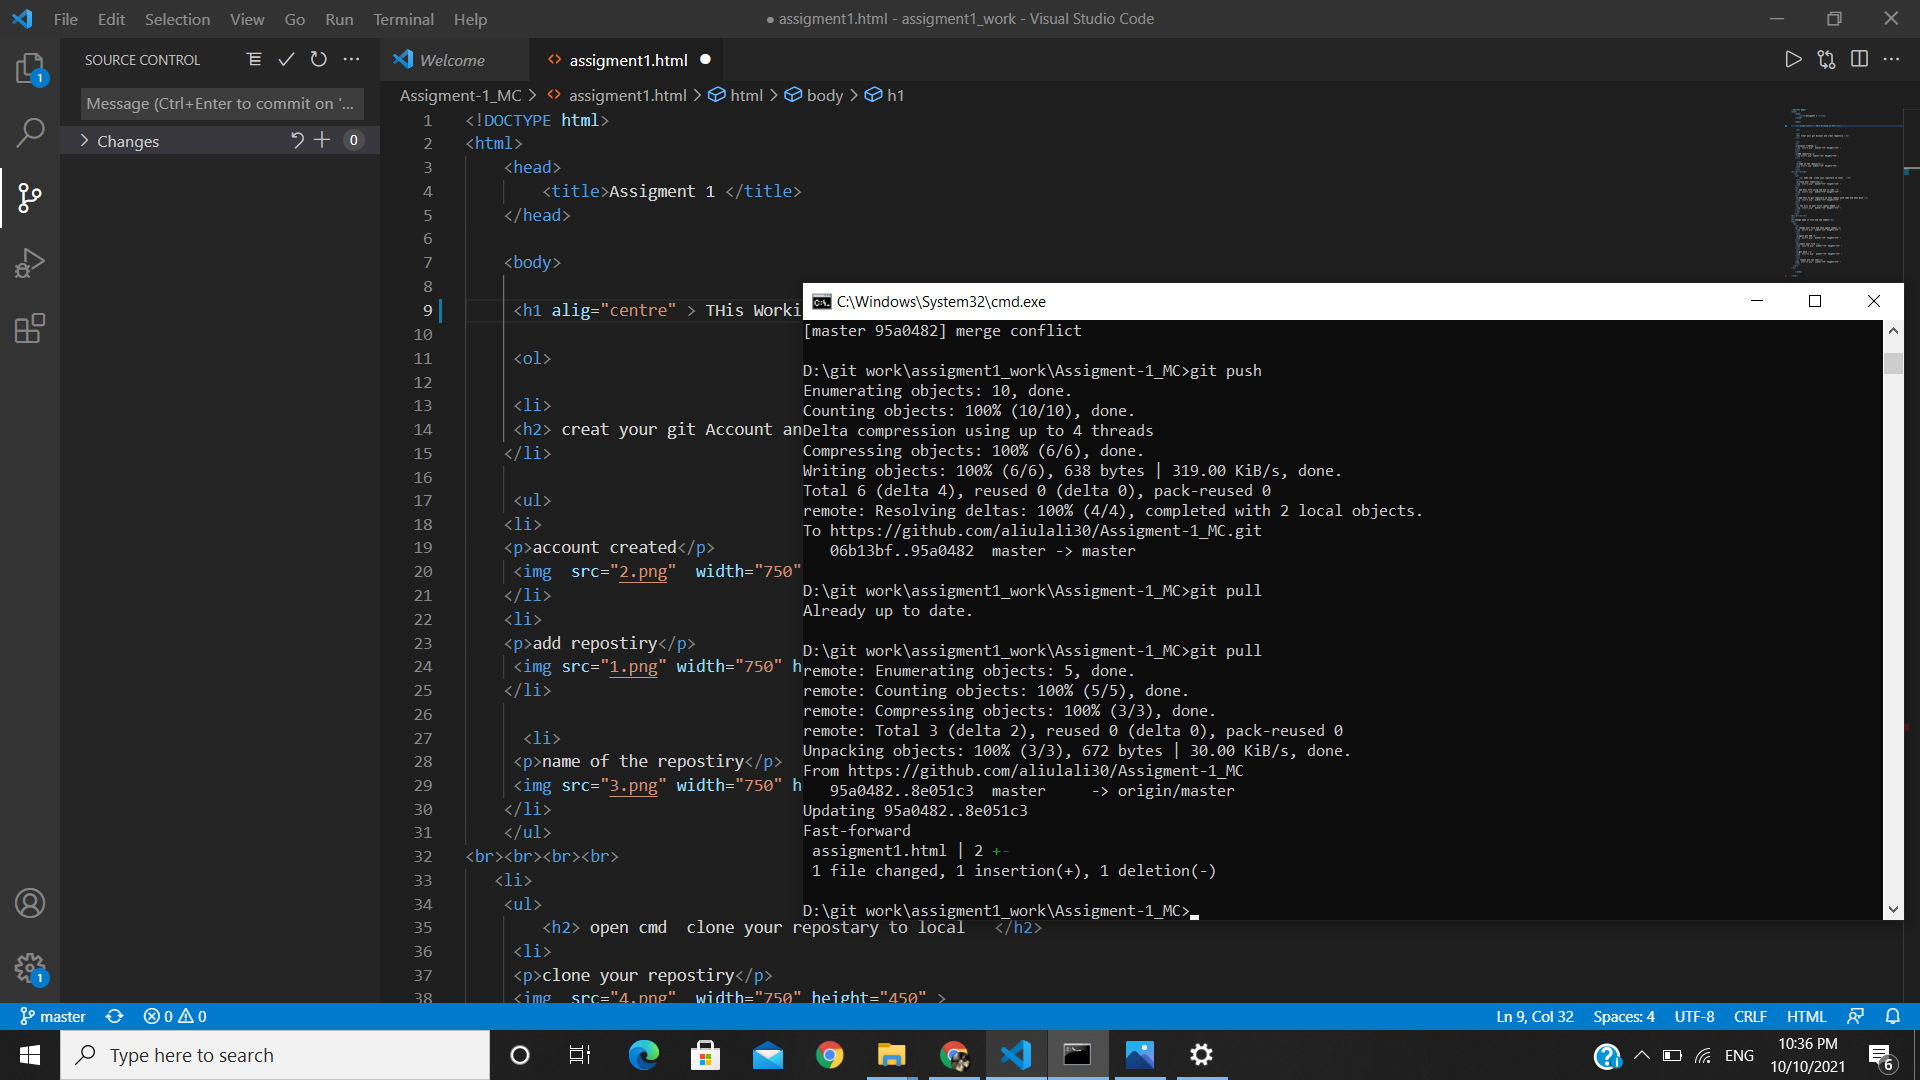 File Edit Selection View Go Run Terminal Help
● assigment1.html - assigment1_work - Visual Studio Code
SOURCE CONTROL
Message (Ctrl+Enter to commit on '...
Changes
0
1
Welcome
assigment1.html
Assigment-1_MC > assigment1.html > html > body > h1
1 <!DOCTYPE html>
2 <html>
3 <head>
4 <title>Assigment 1 </title>
5 </head>
6
7 <body>
8
9 <h1 alig="centre" > THis Worki
10
11 <ol>
12
13 <li>
14 <h2> creat your git Account an
15 </li>
16
17 <ul>
18 <li>
19 <p>account created</p>
20 <img src="2.png" width="750"
21 </li>
22 <li>
23 <p>add repostiry</p>
24 <img src="1.png" width="750" h
25 </li>
26
27 <li>
28 <p>name of the repostiry</p>
29 <img src="3.png" width="750" h
30 </li>
31 </ul>
32 <br><br><br><br>
33 <li>
34 <ul>
35 <h2> open cmd clone your repostary to local </h2>
36 <li>
37 <p>clone your repostiry</p>
38 <img src="4.png" width="750" height="450" >
C:\Windows\System32\cmd.exe
[master 95a0482] merge conflict
D:\git work\assigment1_work\Assigment-1_MC>git push
Enumerating objects: 10, done.
Counting objects: 100% (10/10), done.
Delta compression using up to 4 threads
Compressing objects: 100% (6/6), done.
Writing objects: 100% (6/6), 638 bytes | 319.00 KiB/s, done.
Total 6 (delta 4), reused 0 (delta 0), pack-reused 0
remote: Resolving deltas: 100% (4/4), completed with 2 local objects.
To https://github.com/aliulali30/Assigment-1_MC.git
06b13bf..95a0482 master -> master
D:\git work\assigment1_work\Assigment-1_MC>git pull
Already up to date.
D:\git work\assigment1_work\Assigment-1_MC>git pull
remote: Enumerating objects: 5, done.
remote: Counting objects: 100% (5/5), done.
remote: Compressing objects: 100% (3/3), done.
remote: Total 3 (delta 2), reused 0 (delta 0), pack-reused 0
Unpacking objects: 100% (3/3), 672 bytes | 30.00 KiB/s, done.
From https://github.com/aliulali30/Assigment-1_MC
95a0482..8e051c3 master -> origin/master
Updating 95a0482..8e051c3
Fast-forward
assigment1.html | 2 +-
1 file changed, 1 insertion(+), 1 deletion(-)
D:\git work\assigment1_work\Assigment-1_MC>
1
master
0 0
Ln 9, Col 32 Spaces: 4 UTF-8 CRLF HTML
Type here to search
ENG
10:36 PM
10/10/2021
6